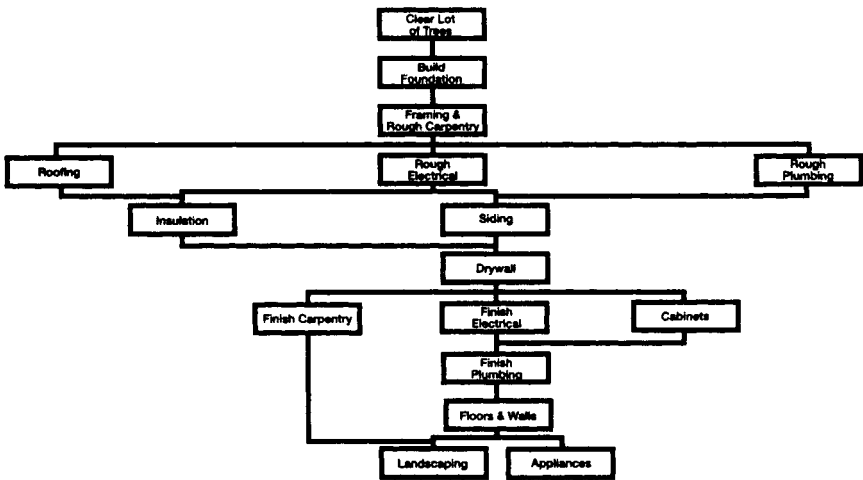 Clear Lot
of Trees
Build
Foundation
Framing &
Rough Carpentry
Roofing
Rough
Electrical
Rough
Plumbing
Insulation
Siding
Drywall
Finish Carpentry
Finish
Electrical
Cabinets
Finish
Plumbing
Floors & Walls
Landscaping
Appliances